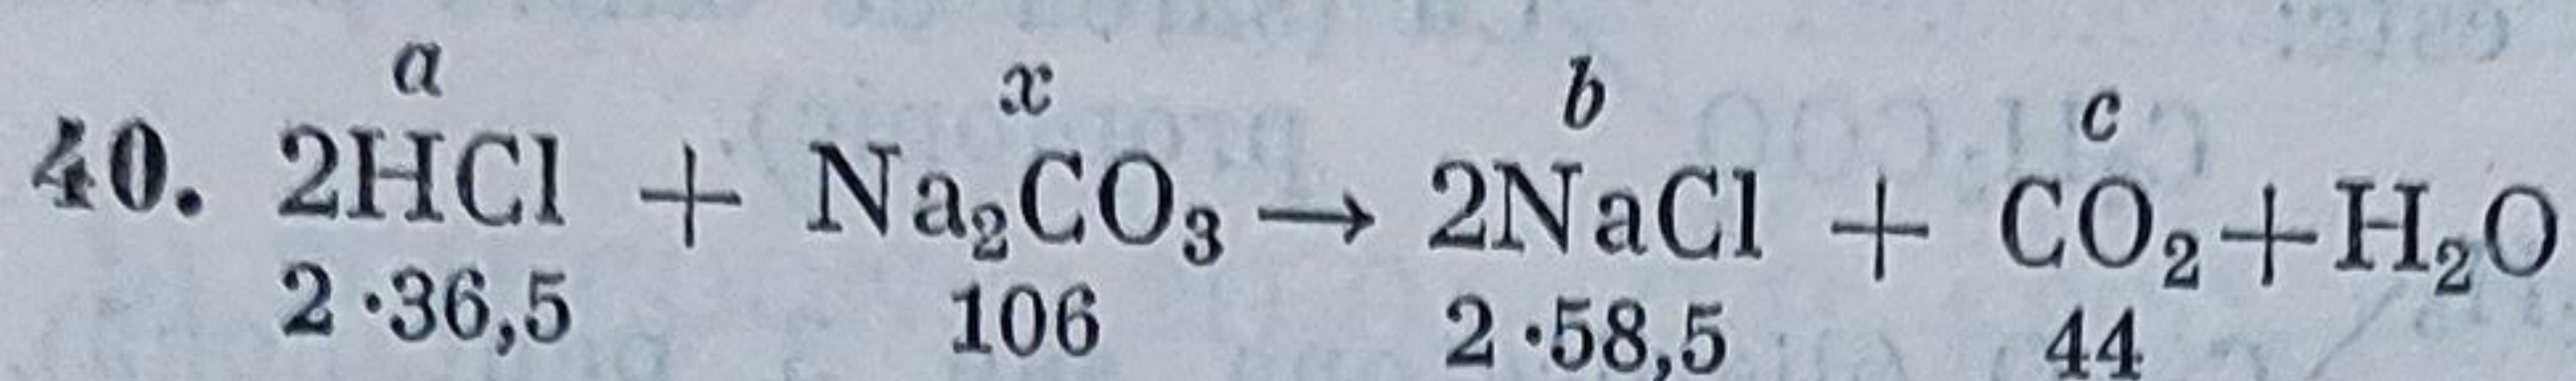 a x b c
40. 2HCl + Na₂CO₃ → 2NaCl + CO₂+H₂O
2·36,5 106 2·58,5 44